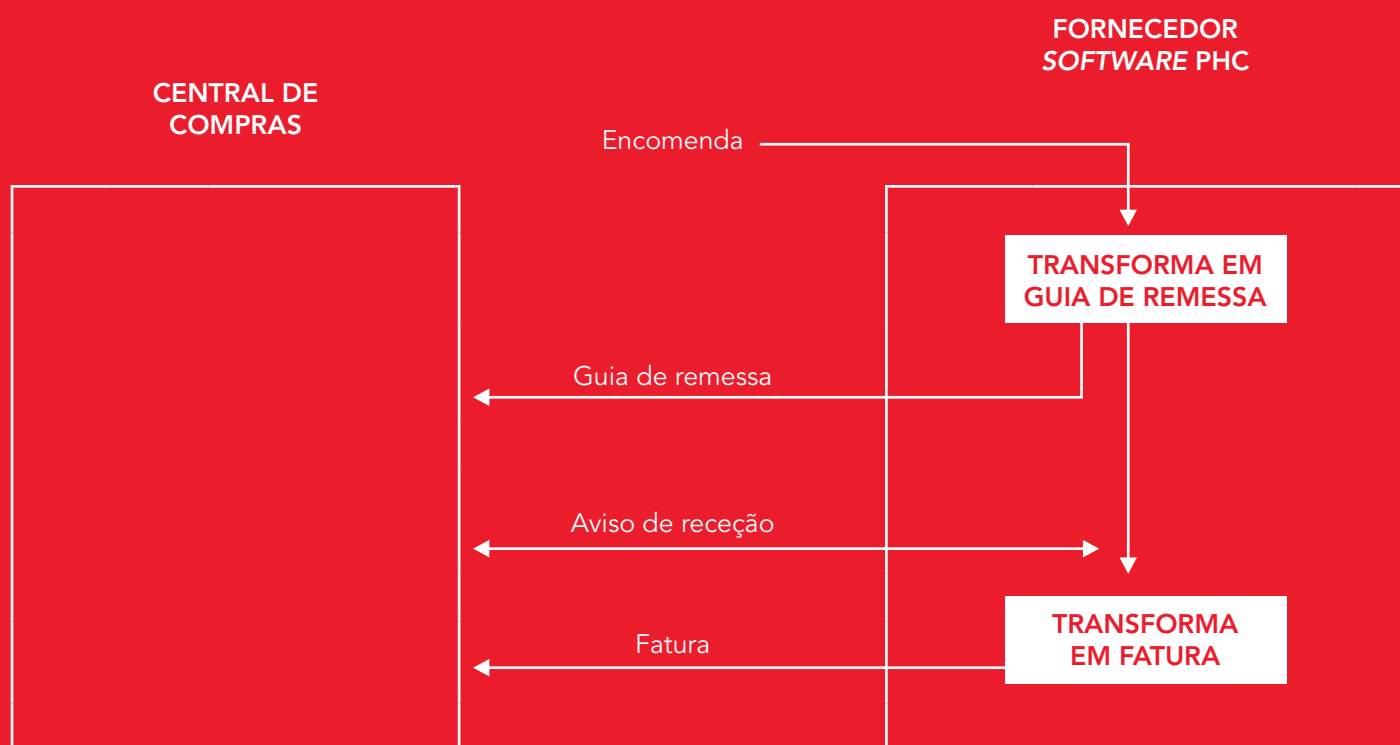 FORNECEDOR
SOFTWARE PHC
CENTRAL DE
COMPRAS
Encomenda
TRANSFORMA EM
GUIA DE REMESSA
Guia de remessa
Aviso de receção
TRANSFORMA
EM FATURA
Fatura